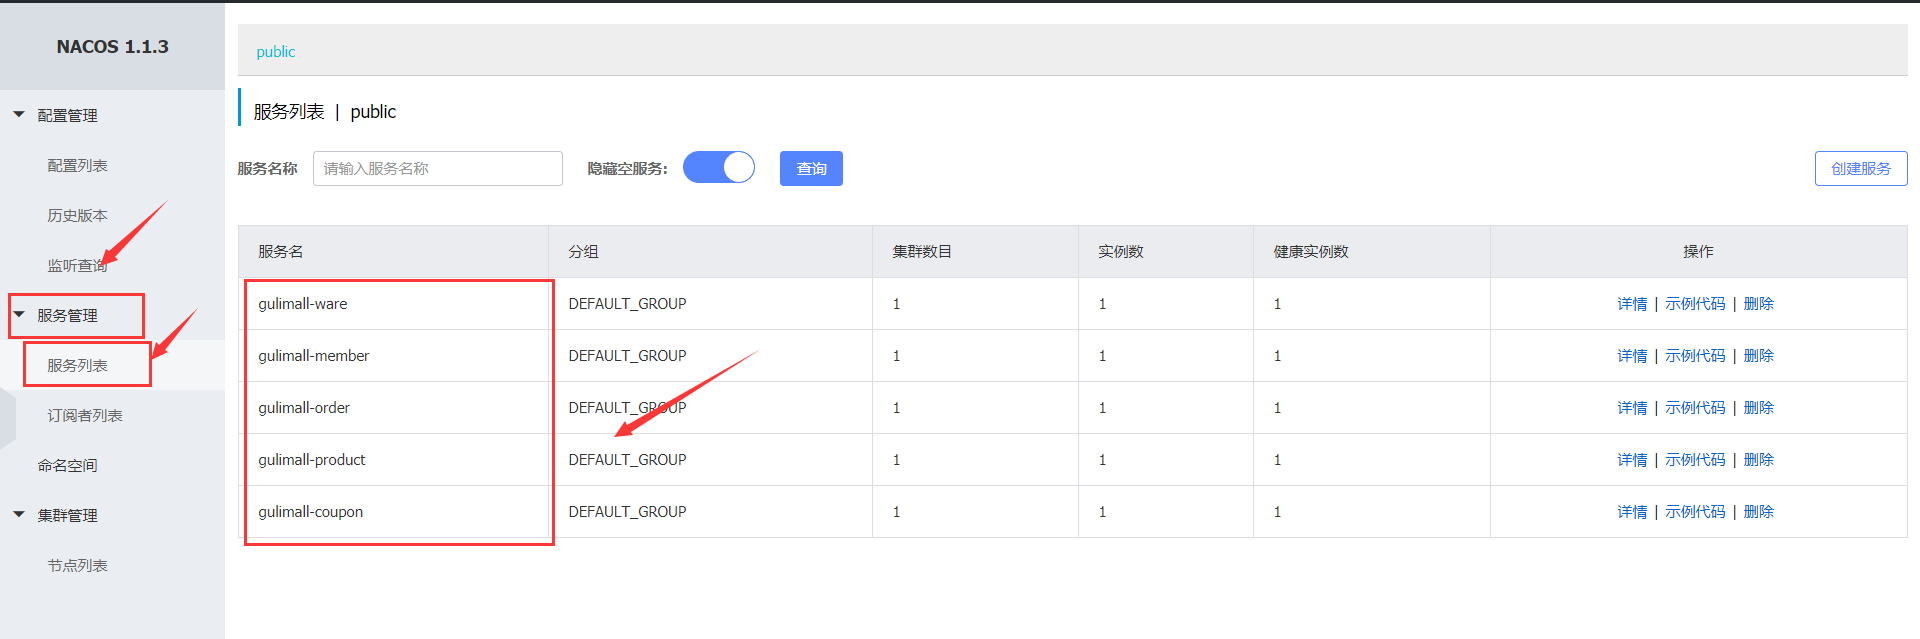 NACOS 1.1.3
配置管理
配置列表
历史版本
监听查询
服务管理
服务列表
订阅者列表
命名空间
集群管理
节点列表
public
服务列表 | public
服务名称 请输入服务名称 隐藏空服务: 查询 创建服务
服务名 分组 集群数目 实例数 健康实例数 操作
gulimall-ware DEFAULT_GROUP 1 1 1 详情 | 示例代码 | 删除
gulimall-member DEFAULT_GROUP 1 1 1 详情 | 示例代码 | 删除
gulimall-order DEFAULT_GROUP 1 1 1 详情 | 示例代码 | 删除
gulimall-product DEFAULT_GROUP 1 1 1 详情 | 示例代码 | 删除
gulimall-coupon DEFAULT_GROUP 1 1 1 详情 | 示例代码 | 删除